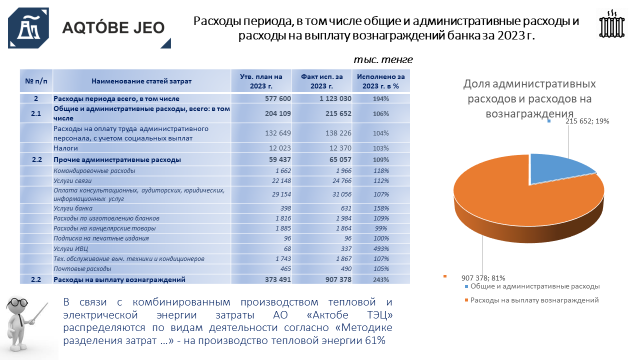 AQTÓBE JEO
Расходы периода, в том числе общие и административные расходы и
расходы на выплату вознаграждений банка за 2023 г.
тыс. тенге
№ п/п Наименование статей затрат Утв. план на 2023 г. Факт исп. за 2023 г. Исполнено за 2023 г. в %
2 Расходы периода всего, в том числе 577 600 1 123 030 194%
2.1 Общие и административные расходы, всего: в том числе 204 109 215 652 106%
Расходы на оплату труда административного персонала, с учетом социальных выплат 132 649 138 226 104%
Налоги 12 023 12 370 103%
2.2 Прочие административные расходы 59 437 65 057 109%
Командировочные расходы 1 662 1 966 118%
Услуги связи 22 148 24 766 112%
Оплата консультационных, аудиторских, юридических, информационных услуг 29 154 31 056 107%
Услуги банка 398 631 158%
Расходы по изготовлению бланков 1 816 1 984 109%
Расходы на канцелярские товары 1 885 1 864 99%
Подписка на печатные издания 96 96 100%
Услуги ИВЦ 68 337 493%
Тех. обслуживание выч. техники и кондиционеров 1 743 1 867 107%
Почтовые расходы 465 490 105%
2.2 Расходы на выплату вознаграждений 373 491 907 378 243%
Доля административных
расходов и расходов на
вознаграждения
215 652; 19%
907 378; 81%
Общие и административные расходы
Расходы на выплату вознаграждений
В связи с комбинированным производством тепловой и
электрической энергии затраты АО «Актобе ТЭЦ»
распределяются по видам деятельности согласно «Методике
разделения затрат ...» - на производство тепловой энергии 61%